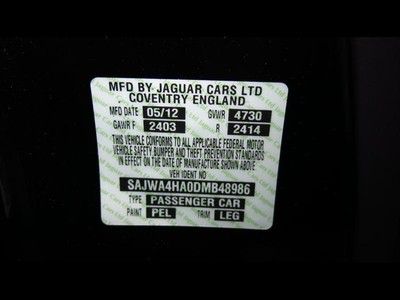 MFD BY JAGUAR CARS LTD
COVENTRY ENGLAND
MFD DATE 05/12 GVWR 4730
GAWR F 2403 R 2414
THIS VEHICLE CONFORMS TO ALL APPLICABLE FEDERAL MOTOR
VEHICLE SAFETY, BUMPER AND THEFT PREVENTION STANDARDS
IN EFFECT ON THE DATE OF MANUFACTURE SHOWN ABOVE
VEH IDENT NO
SAJWA4HA0DMB48986
TYPE PASSENGER CAR
PAINT PEL TRIM LEG